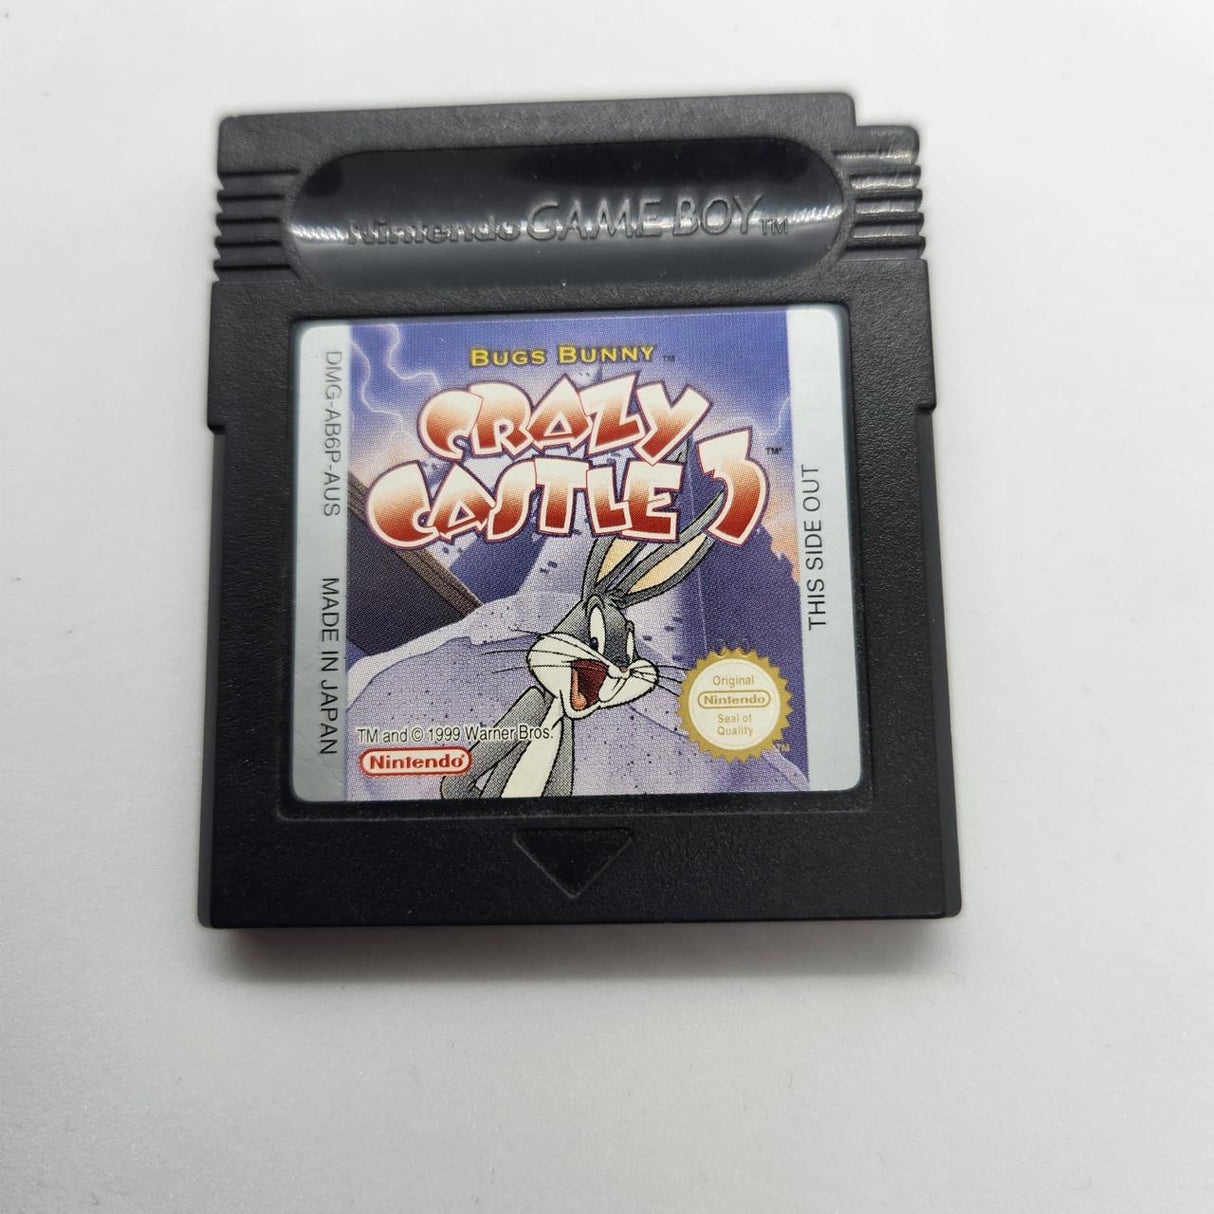 Nintendo GAME BOY TM
BUGS BUNNY TM
CRAZY
CASTLE 3 TM
DMG-AB6P-AUS MADE IN JAPAN
THIS SIDE OUT
Original
Nintendo
Seal of
Quality
TM
TM and © 1999 Warner Bros.
Nintendo®